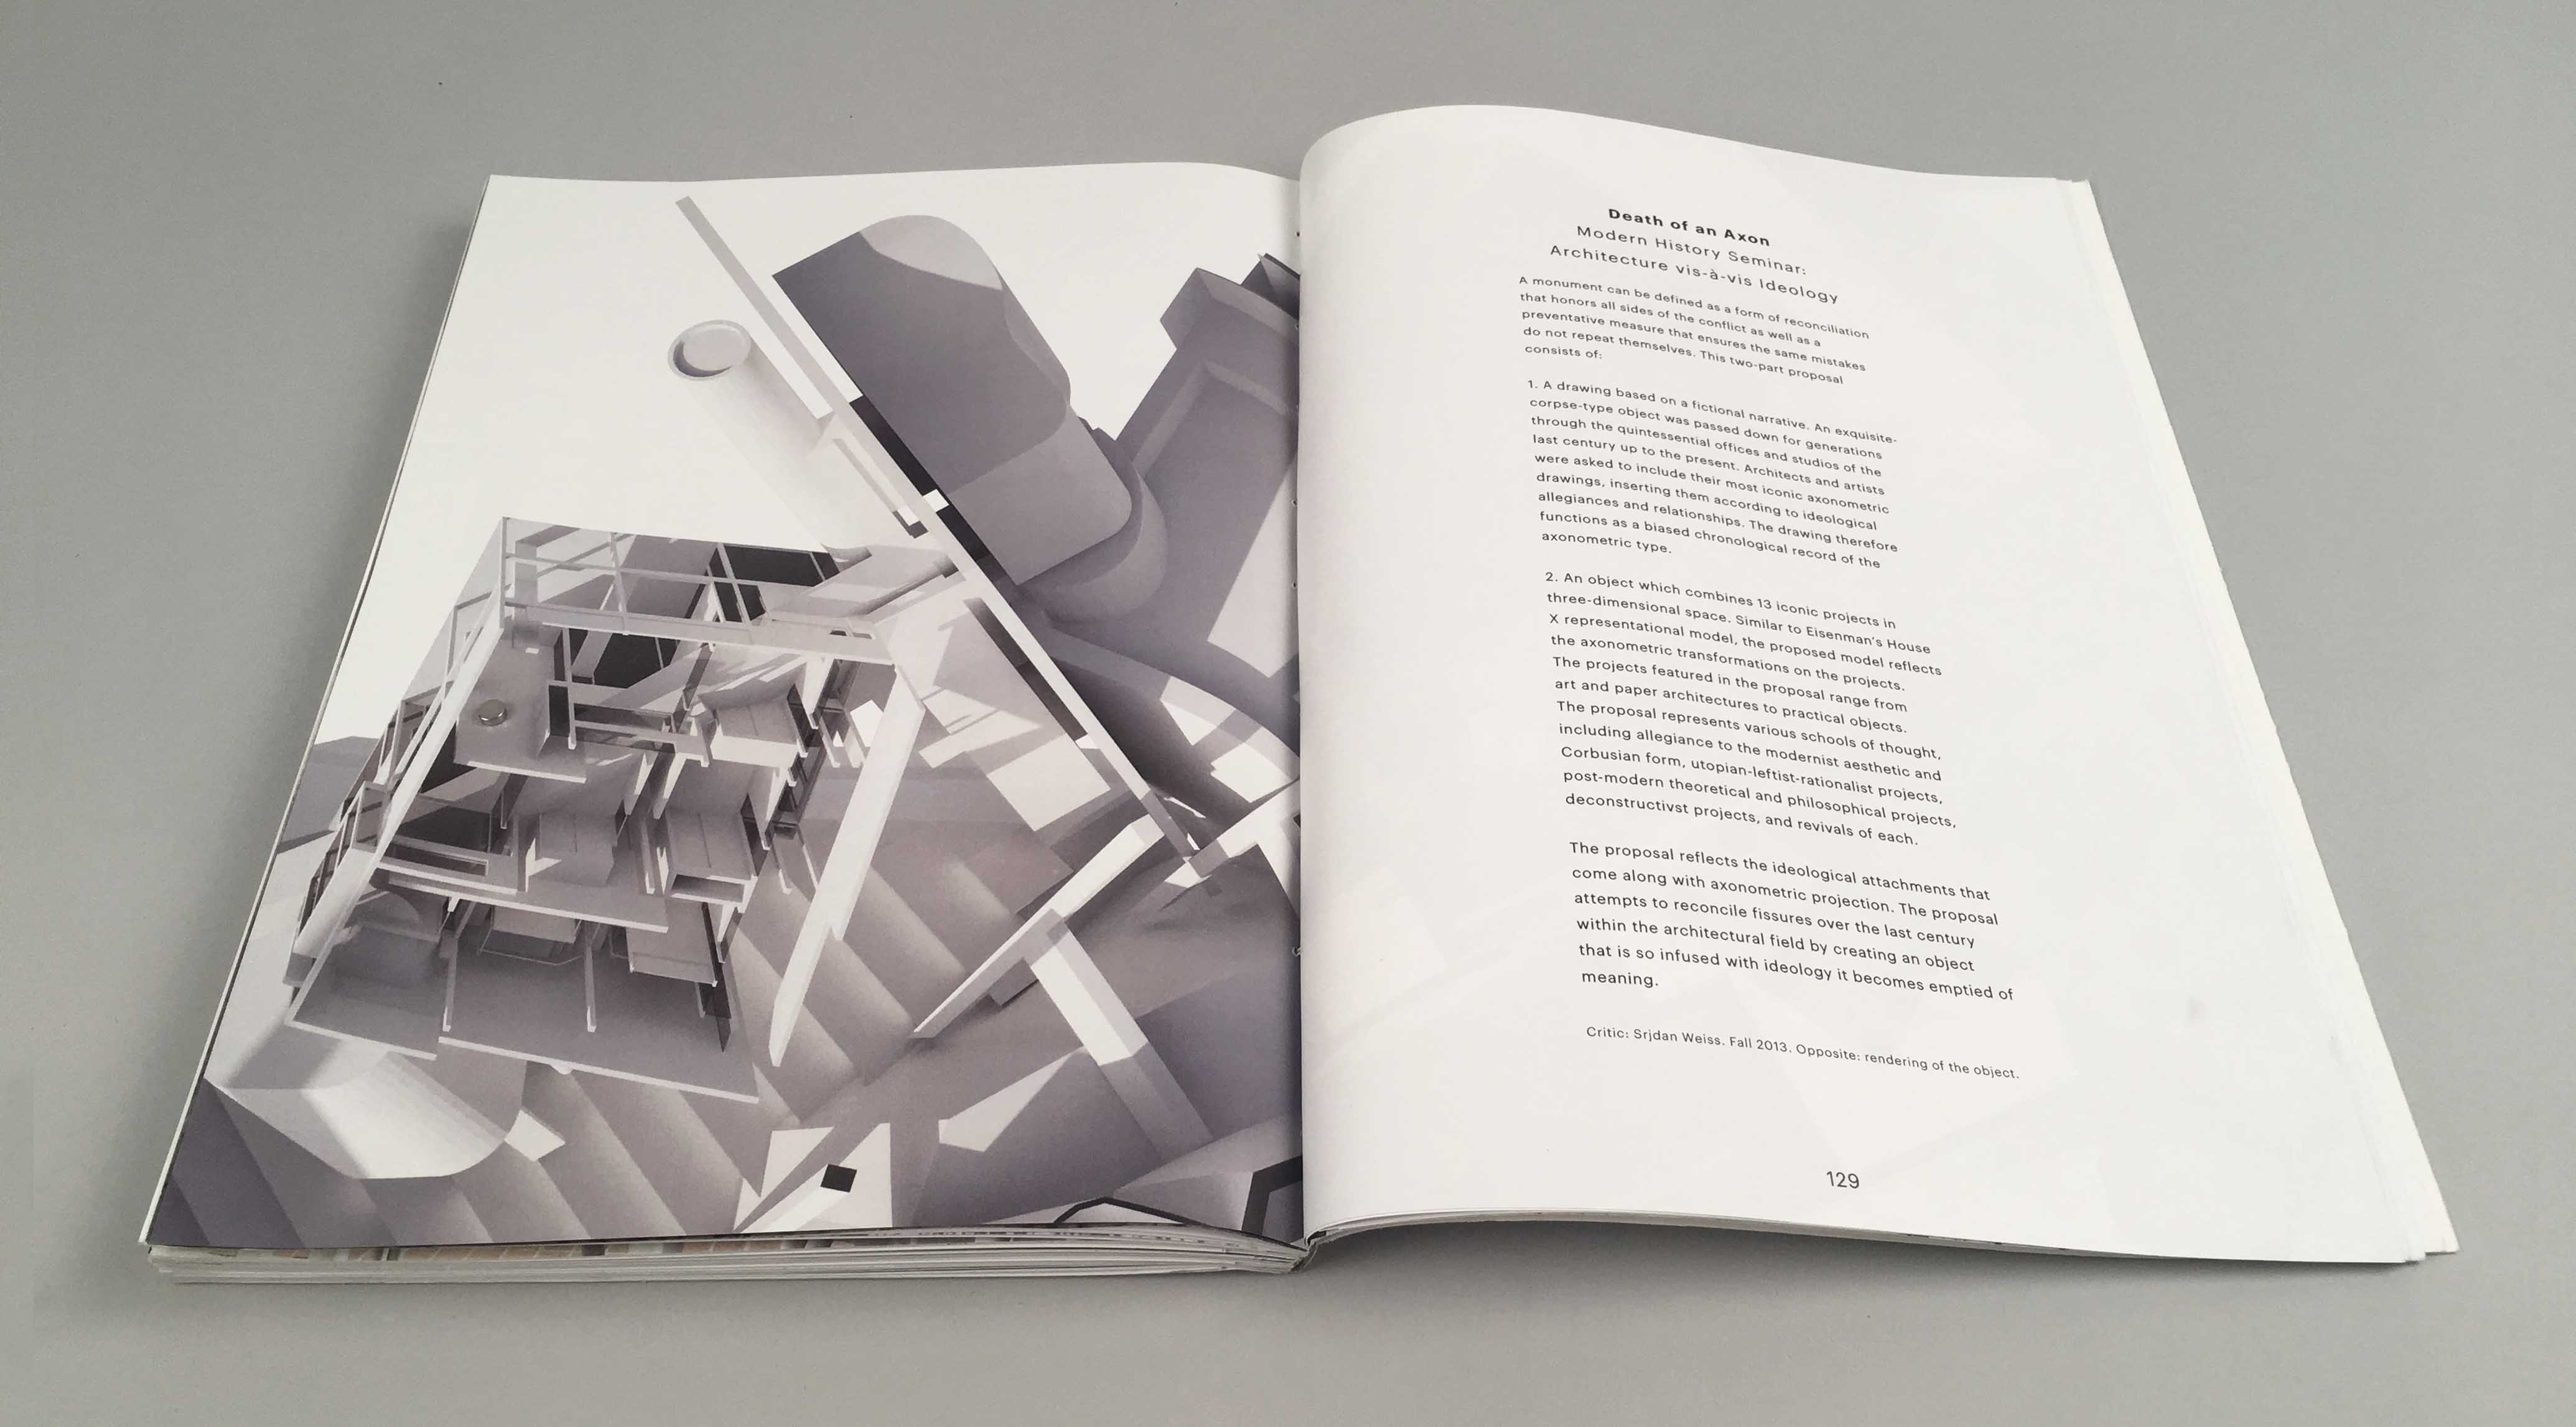 Death of an Axon
Modern History Seminar:
Architecture vis-à-vis Ideology
A monument can be defined as a form of reconciliation
that honors all sides of the conflict as well as a
preventative measure that ensures the same mistakes
do not repeat themselves. This two-part proposal
consists of:
1. A drawing based on a fictional narrative. An exquisite-
corpse-type object was passed down for generations
through the quintessential offices and studios of the
last century up to the present. Architects and artists
were asked to include their most iconic axonometric
drawings, inserting them according to ideological
allegiances and relationships. The drawing therefore
functions as a biased chronological record of the
axonometric type.
2. An object which combines 13 iconic projects in
three-dimensional space. Similar to Eisenman's House
X representational model, the proposed model reflects
the axonometric transformations on the projects.
The projects featured in the proposal range from
art and paper architectures to practical objects.
The proposal represents various schools of thought,
including allegiance to the modernist aesthetic and
Corbusian form, utopian-leftist-rationalist projects,
post-modern theoretical and philosophical projects,
deconstructivst projects, and revivals of each.
The proposal reflects the ideological attachments that
come along with axonometric projection. The proposal
attempts to reconcile fissures over the last century
within the architectural field by creating an object
that is so infused with ideology it becomes emptied of
meaning.
Critic: Srjdan Weiss. Fall 2013. Opposite: rendering of the object.
129